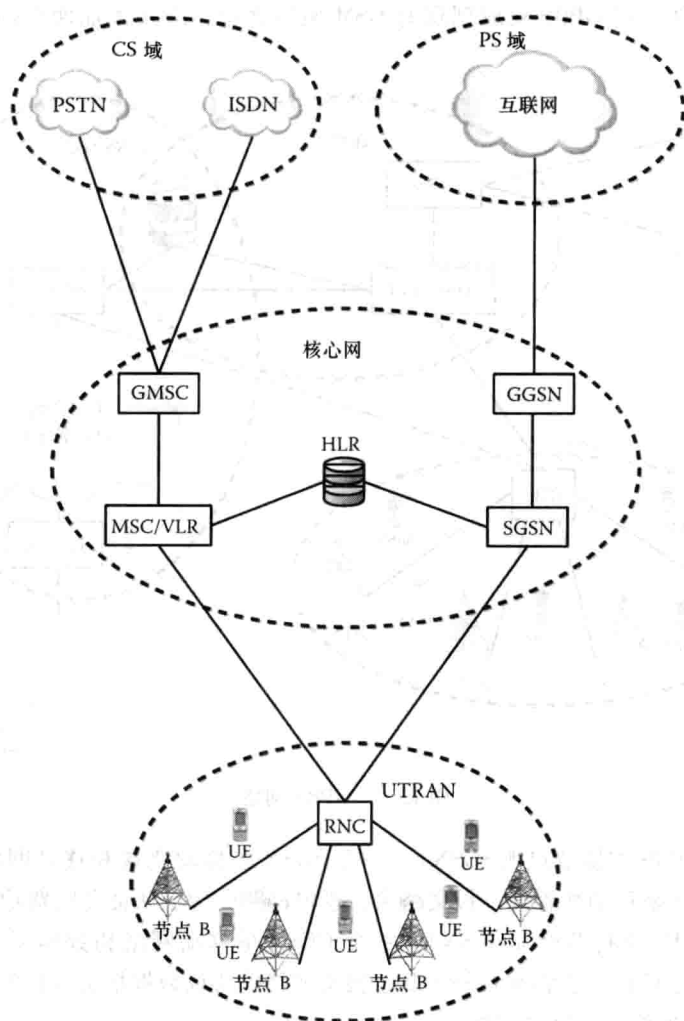 CS 域
PS 域
PSTN
ISDN
互联网
核心网
GMSC
GGSN
HLR
MSC/VLR
SGSN
UTRAN
RNC
UE
UE
节点 B
UE
UE
UE
节点 B
节点 B
节点 B